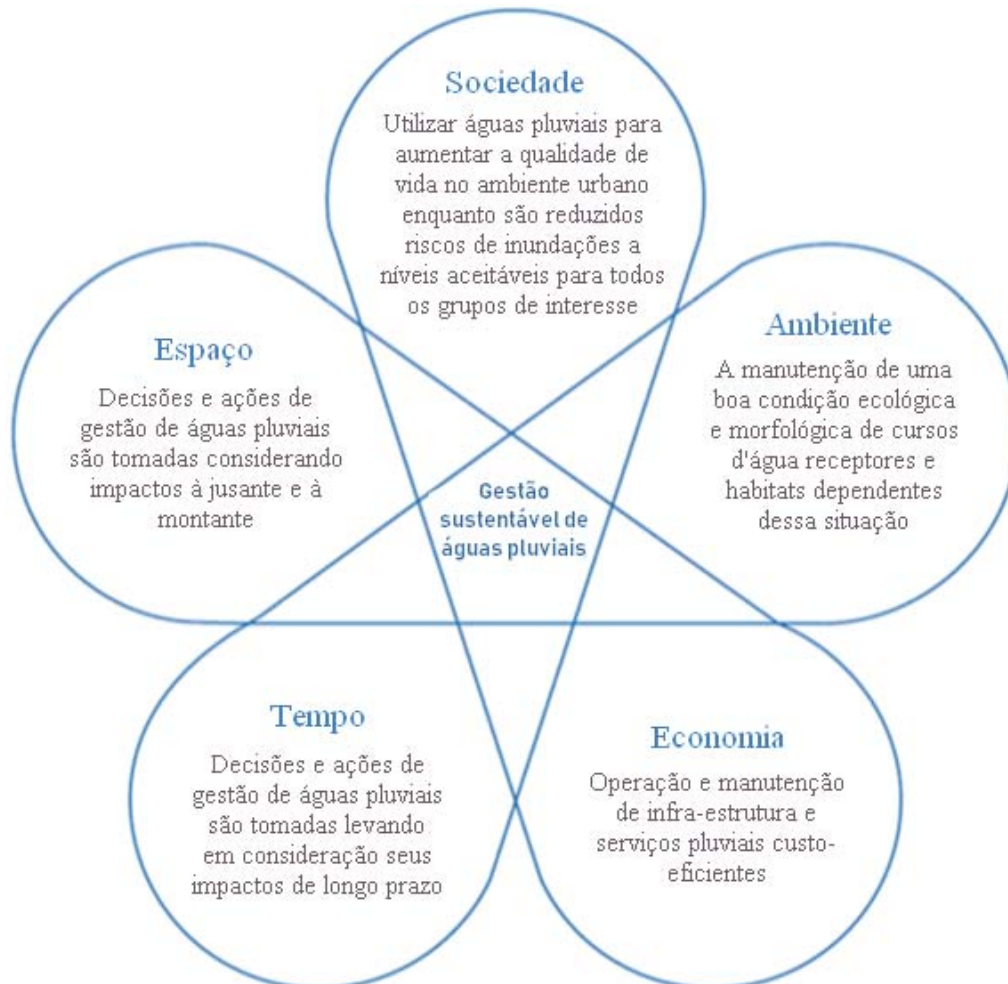 Sociedade
Utilizar águas pluviais para
aumentar a qualidade de
vida no ambiente urbano
enquanto são reduzidos
riscos de inundações a
níveis aceitáveis para todos
os grupos de interesse
Espaço
Decisões e ações de
gestão de águas pluviais
são tomadas considerando
impactos à jusante e à
montante
Ambiente
A manutenção de uma
boa condição ecológica
e morfológica de cursos
d'água receptores e
habitats dependentes
dessa situação
Gestão
sustentável de
águas pluviais
Tempo
Decisões e ações de
gestão de águas pluviais
são tomadas levando
em consideração seus
impactos de longo prazo
Economia
Operação e manutenção
de infra-estrutura e
serviços pluviais custo-
eficientes